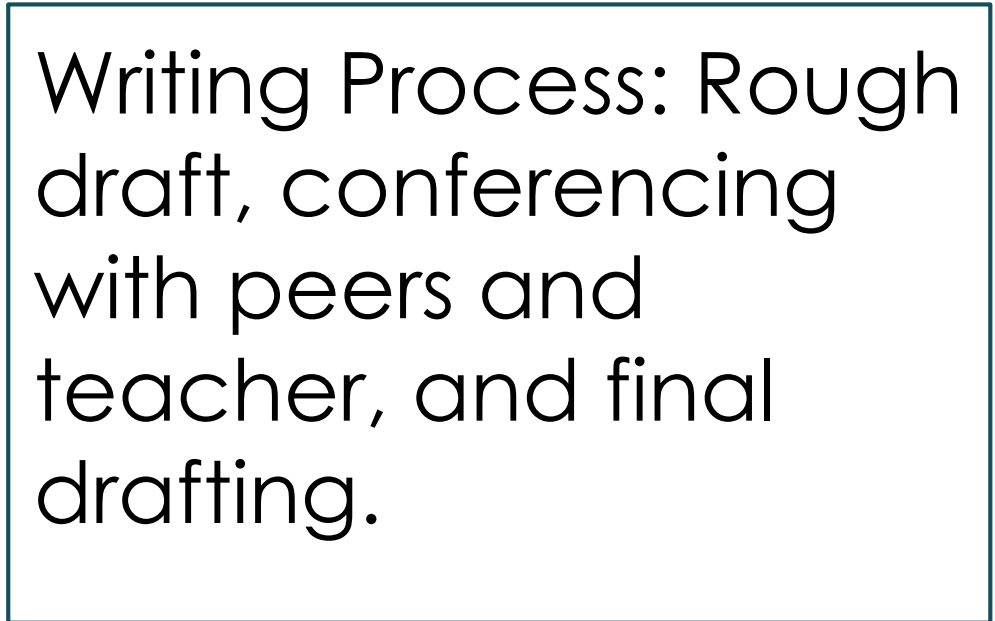 Writing Process: Rough
draft, conferencing
with peers and
teacher, and final
drafting.